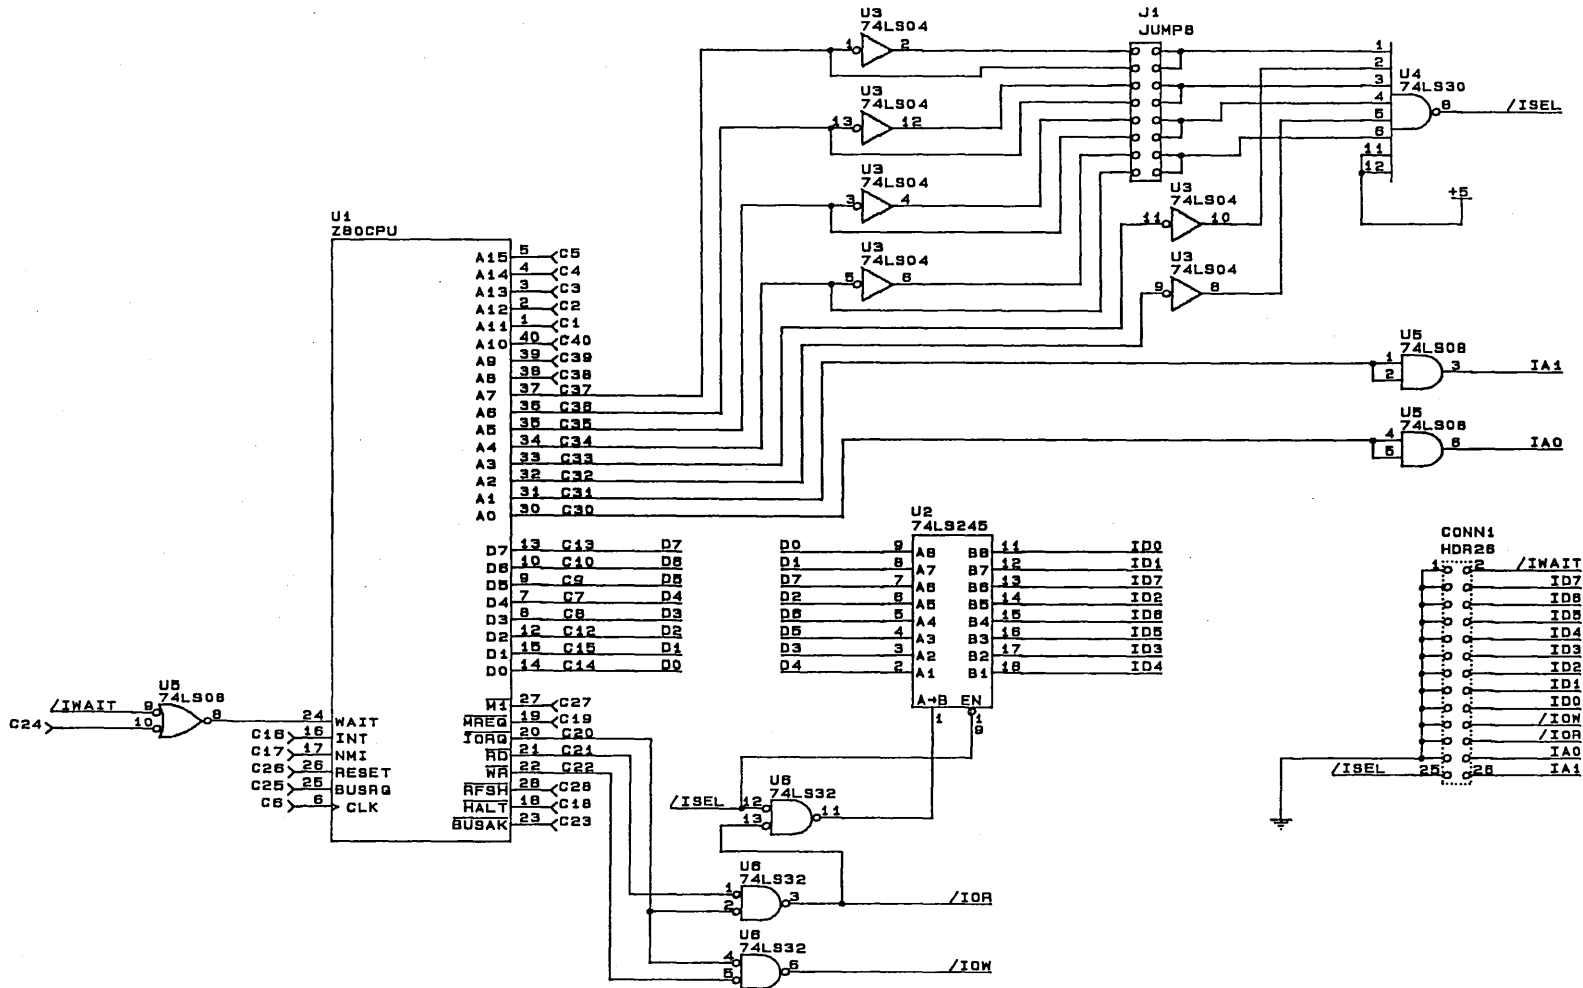 U3
74LS04
1 2
U3
74LS04
13 12
U3
74LS04
3 4
U3
74LS04
5 6
J1
JUMP8
U3
74LS04
11 10
U3
74LS04
9 8
U4
74LS30
1
2
3
4
5
6
11
12
8 /ISEL
+5
U1
Z80CPU
A15 5 C5
A14 4 C4
A13 3 C3
A12 2 C2
A11 1 C1
A10 40 C40
A9 39 C39
A8 38 C38
A7 37 C37
A6 36 C36
A5 35 C35
A4 34 C34
A3 33 C33
A2 32 C32
A1 31 C31
A0 30 C30
D7 13 C13 D7
D6 10 C10 D6
D5 9 C9 D5
D4 7 C7 D4
D3 8 C8 D3
D2 12 C12 D2
D1 15 C15 D1
D0 14 C14 D0
M1 27 C27
MREQ 19 C19
IORQ 20 C20
RD 21 C21
WR 22 C22
RFSH 28 C28
HALT 18 C18
BUSAK 23 C23
24 WAIT
C16 16 INT
C17 17 NMI
C26 26 RESET
C25 25 BUSRQ
C6 6 CLK
U5
74LS08
/IWAIT 9
C24 10
8
U5
74LS08
1
2
3 IA1
U5
74LS08
4
5
6 IA0
U2
74LS245
D0 9 A8 B8 11 ID0
D1 8 A7 B7 12 ID1
D7 7 A6 B6 13 ID7
D2 6 A5 B5 14 ID2
D6 5 A4 B4 15 ID6
D5 4 A3 B3 16 ID5
D3 3 A2 B2 17 ID3
D4 2 A1 B1 18 ID4
A→B EN
1 19
U6
74LS32
/ISEL 12
13
11
U6
74LS32
1
2
3 /IOR
U6
74LS32
4
5
6 /IOW
CONN1
HDR26
1 2 /IWAIT
ID7
ID6
ID5
ID4
ID3
ID2
ID1
ID0
/IOW
/IOR
IA0
/ISEL 25 26 IA1